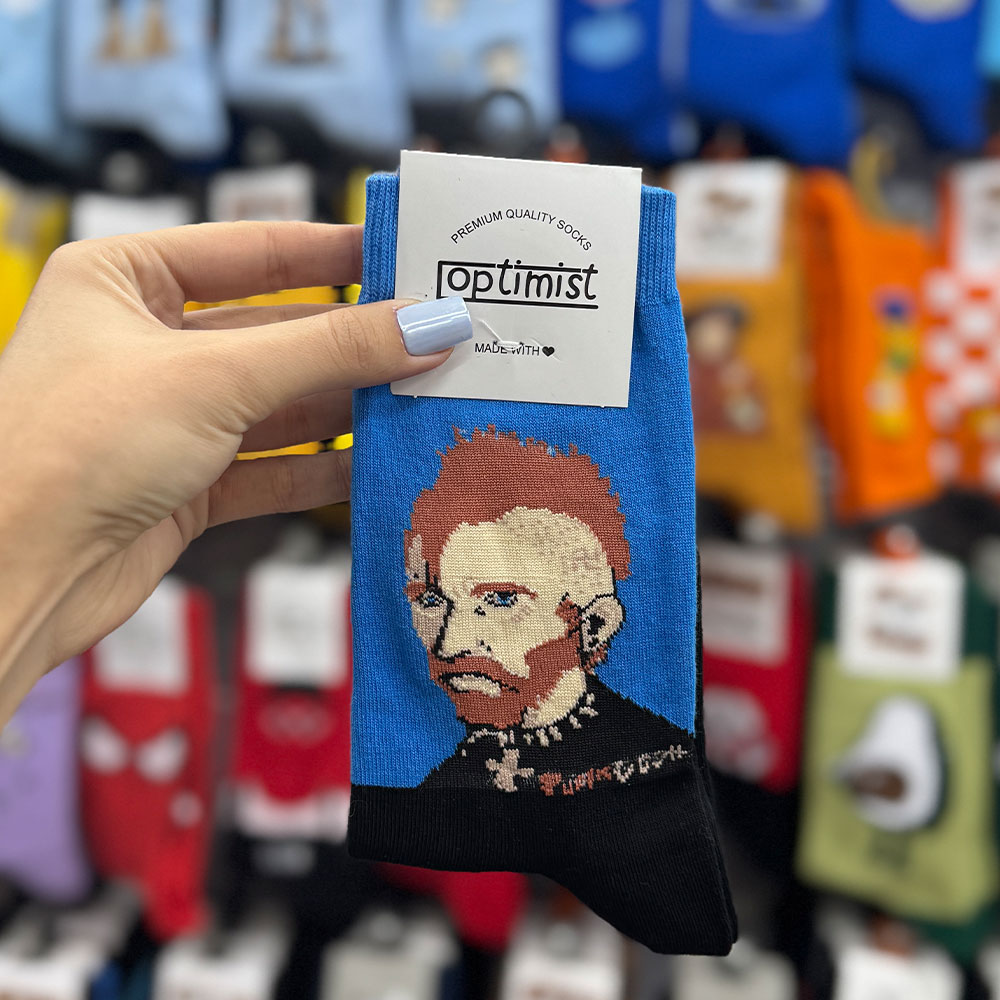 PREMIUM QUALITY SOCKS
optimist
MADE WITH ♥